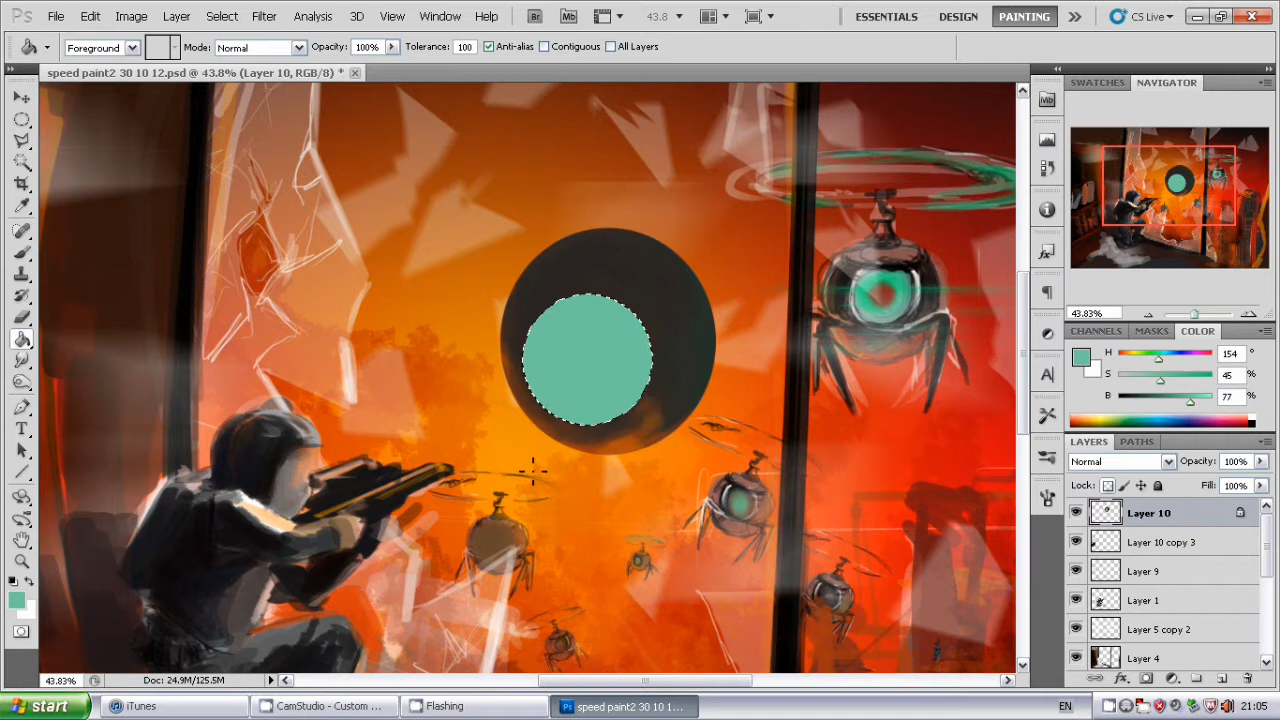 Ps File Edit Image Layer Select Filter Analysis 3D View Window Help Br Mb 43.8 ESSENTIALS DESIGN PAINTING CS Live
Foreground Mode: Normal Opacity: 100% Tolerance: 100 Anti-alias Contiguous All Layers
speed paint2 30 10 12.psd @ 43.8% (Layer 10, RGB/8) *
SWATCHES NAVIGATOR
Mb
43.83%
CHANNELS MASKS COLOR
H 154 °
S 45 %
B 77 %
LAYERS PATHS
Normal Opacity: 100%
Lock: Fill: 100%
Layer 10
Layer 10 copy 3
Layer 9
Layer 1
Layer 5 copy 2
Layer 4
43.83% Doc: 24.9M/125.5M
start iTunes CamStudio - Custom ... Flashing speed paint2 30 10 1... EN 21:05